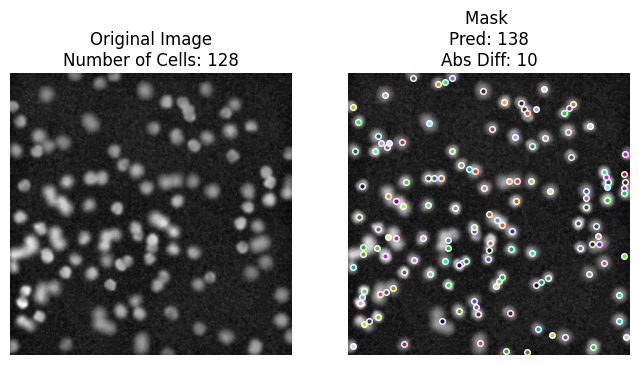 Original Image
Number of Cells: 128
Mask
Pred: 138
Abs Diff: 10